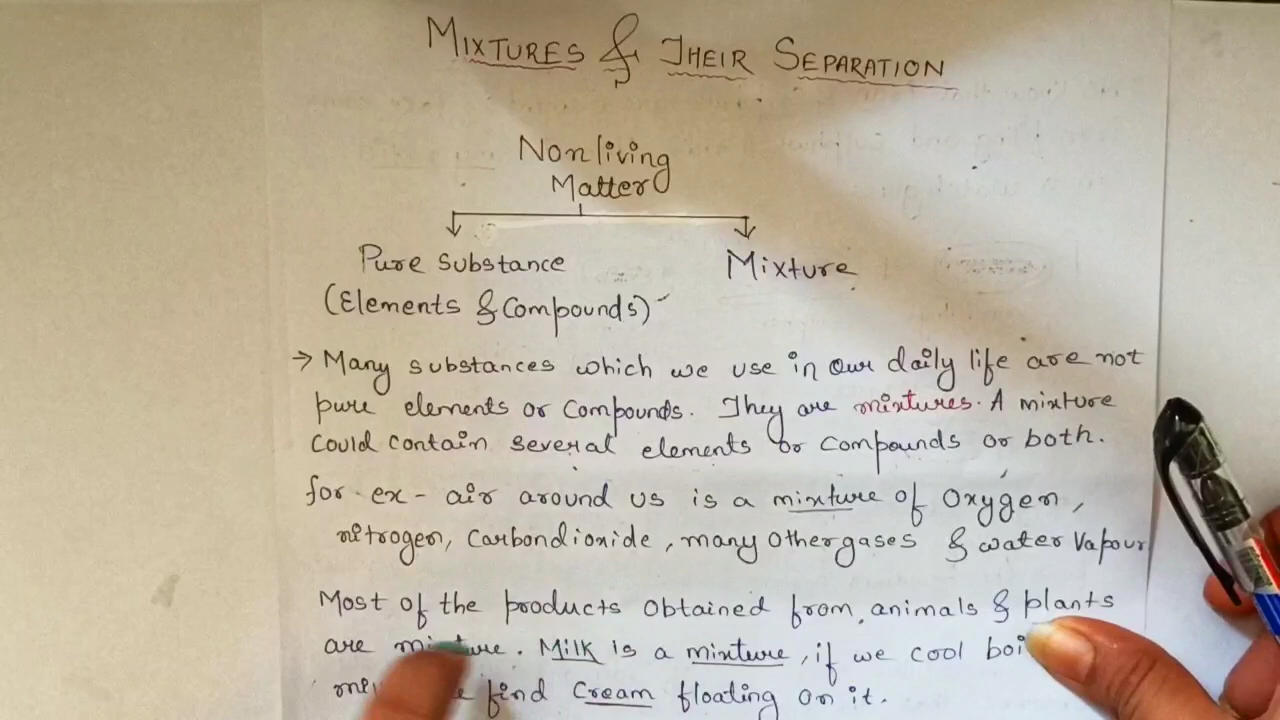 MIXTURES & THEIR SEPARATION
Nonliving
Matter
Pure Substance
Mixture
(Elements & Compounds)
→ Many substances which we use in our daily life are not
pure elements or compounds. They are mixtures. A mixture
could contain several elements or compounds or both.
for ex - air around us is a mixture of Oxygen,
nitrogen, Carbondioxide, many other gases & water Vapour
Most of the products obtained from animals & plants
are mixture. Milk is a mixture, if we cool
find Cream floating on it.